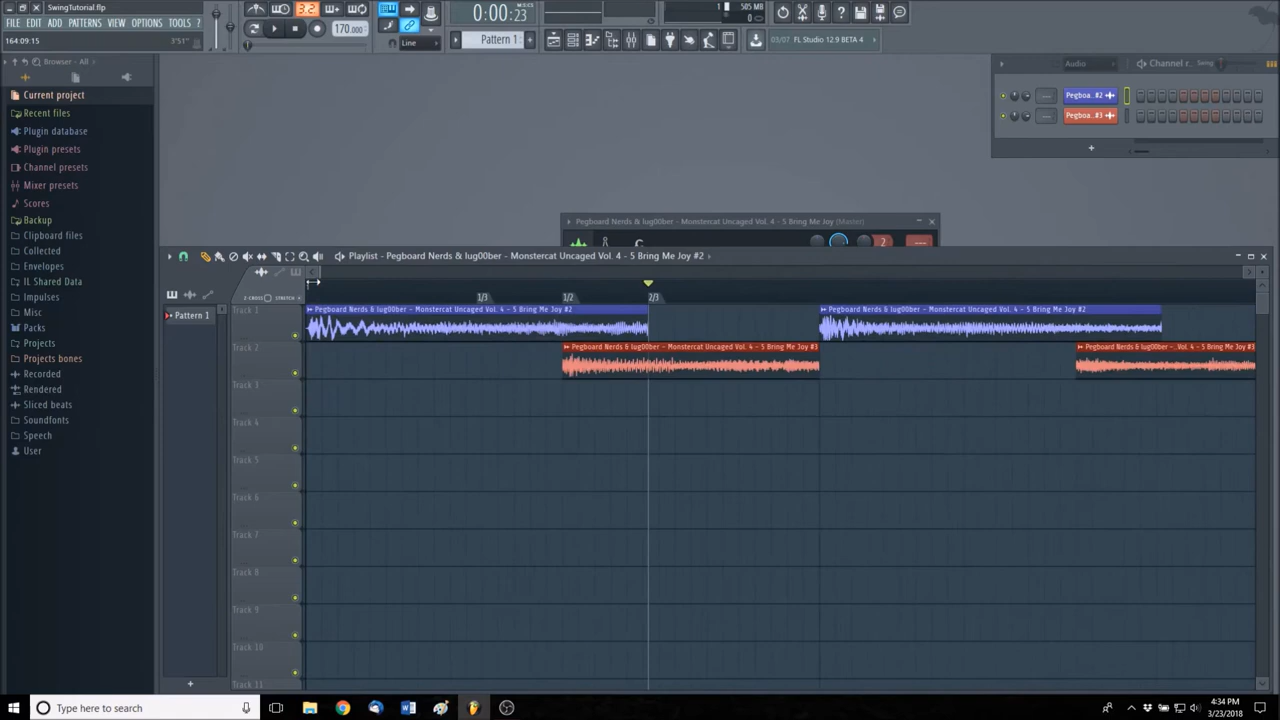 SwingTutorial.flp
FILE EDIT ADD PATTERNS VIEW OPTIONS TOOLS ?
164:09:15 3'51"
3.2
170.000
Line
0:00:23
M:S:CS
Pattern 1
1
505 MB
0
03/07 FL Studio 12.9 BETA 4
Browser - All
Current project
Recent files
Plugin database
Plugin presets
Channel presets
Mixer presets
Scores
Backup
Clipboard files
Collected
Envelopes
IL Shared Data
Impulses
Misc
Packs
Projects
Projects bones
Recorded
Rendered
Sliced beats
Soundfonts
Speech
User
Audio
Channel r..
Swing
Pegboa..#2
Pegboa..#3
+
Pegboard Nerds & lug00ber - Monstercat Uncaged Vol. 4 - 5 Bring Me Joy (Master)
2
Playlist - Pegboard Nerds & lug00ber - Monstercat Uncaged Vol. 4 - 5 Bring Me Joy #2
Z-CROSS STRETCH
1/3 1/2 2/3
Pattern 1
+
Track 1
Pegboard Nerds & lug00ber - Monstercat Uncaged Vol. 4 - 5 Bring Me Joy #2
Pegboard Nerds & lug00ber - Monstercat Uncaged Vol. 4 - 5 Bring Me Joy #2
Track 2
Pegboard Nerds & lug00ber - Monstercat Uncaged Vol. 4 - 5 Bring Me Joy #3
Pegboard Nerds & lug00ber -..Vol. 4 - 5 Bring Me Joy #3
Track 3
Track 4
Track 5
Track 6
Track 7
Track 8
Track 9
Track 10
Track 11
Type here to search
4:34 PM
3/23/2018